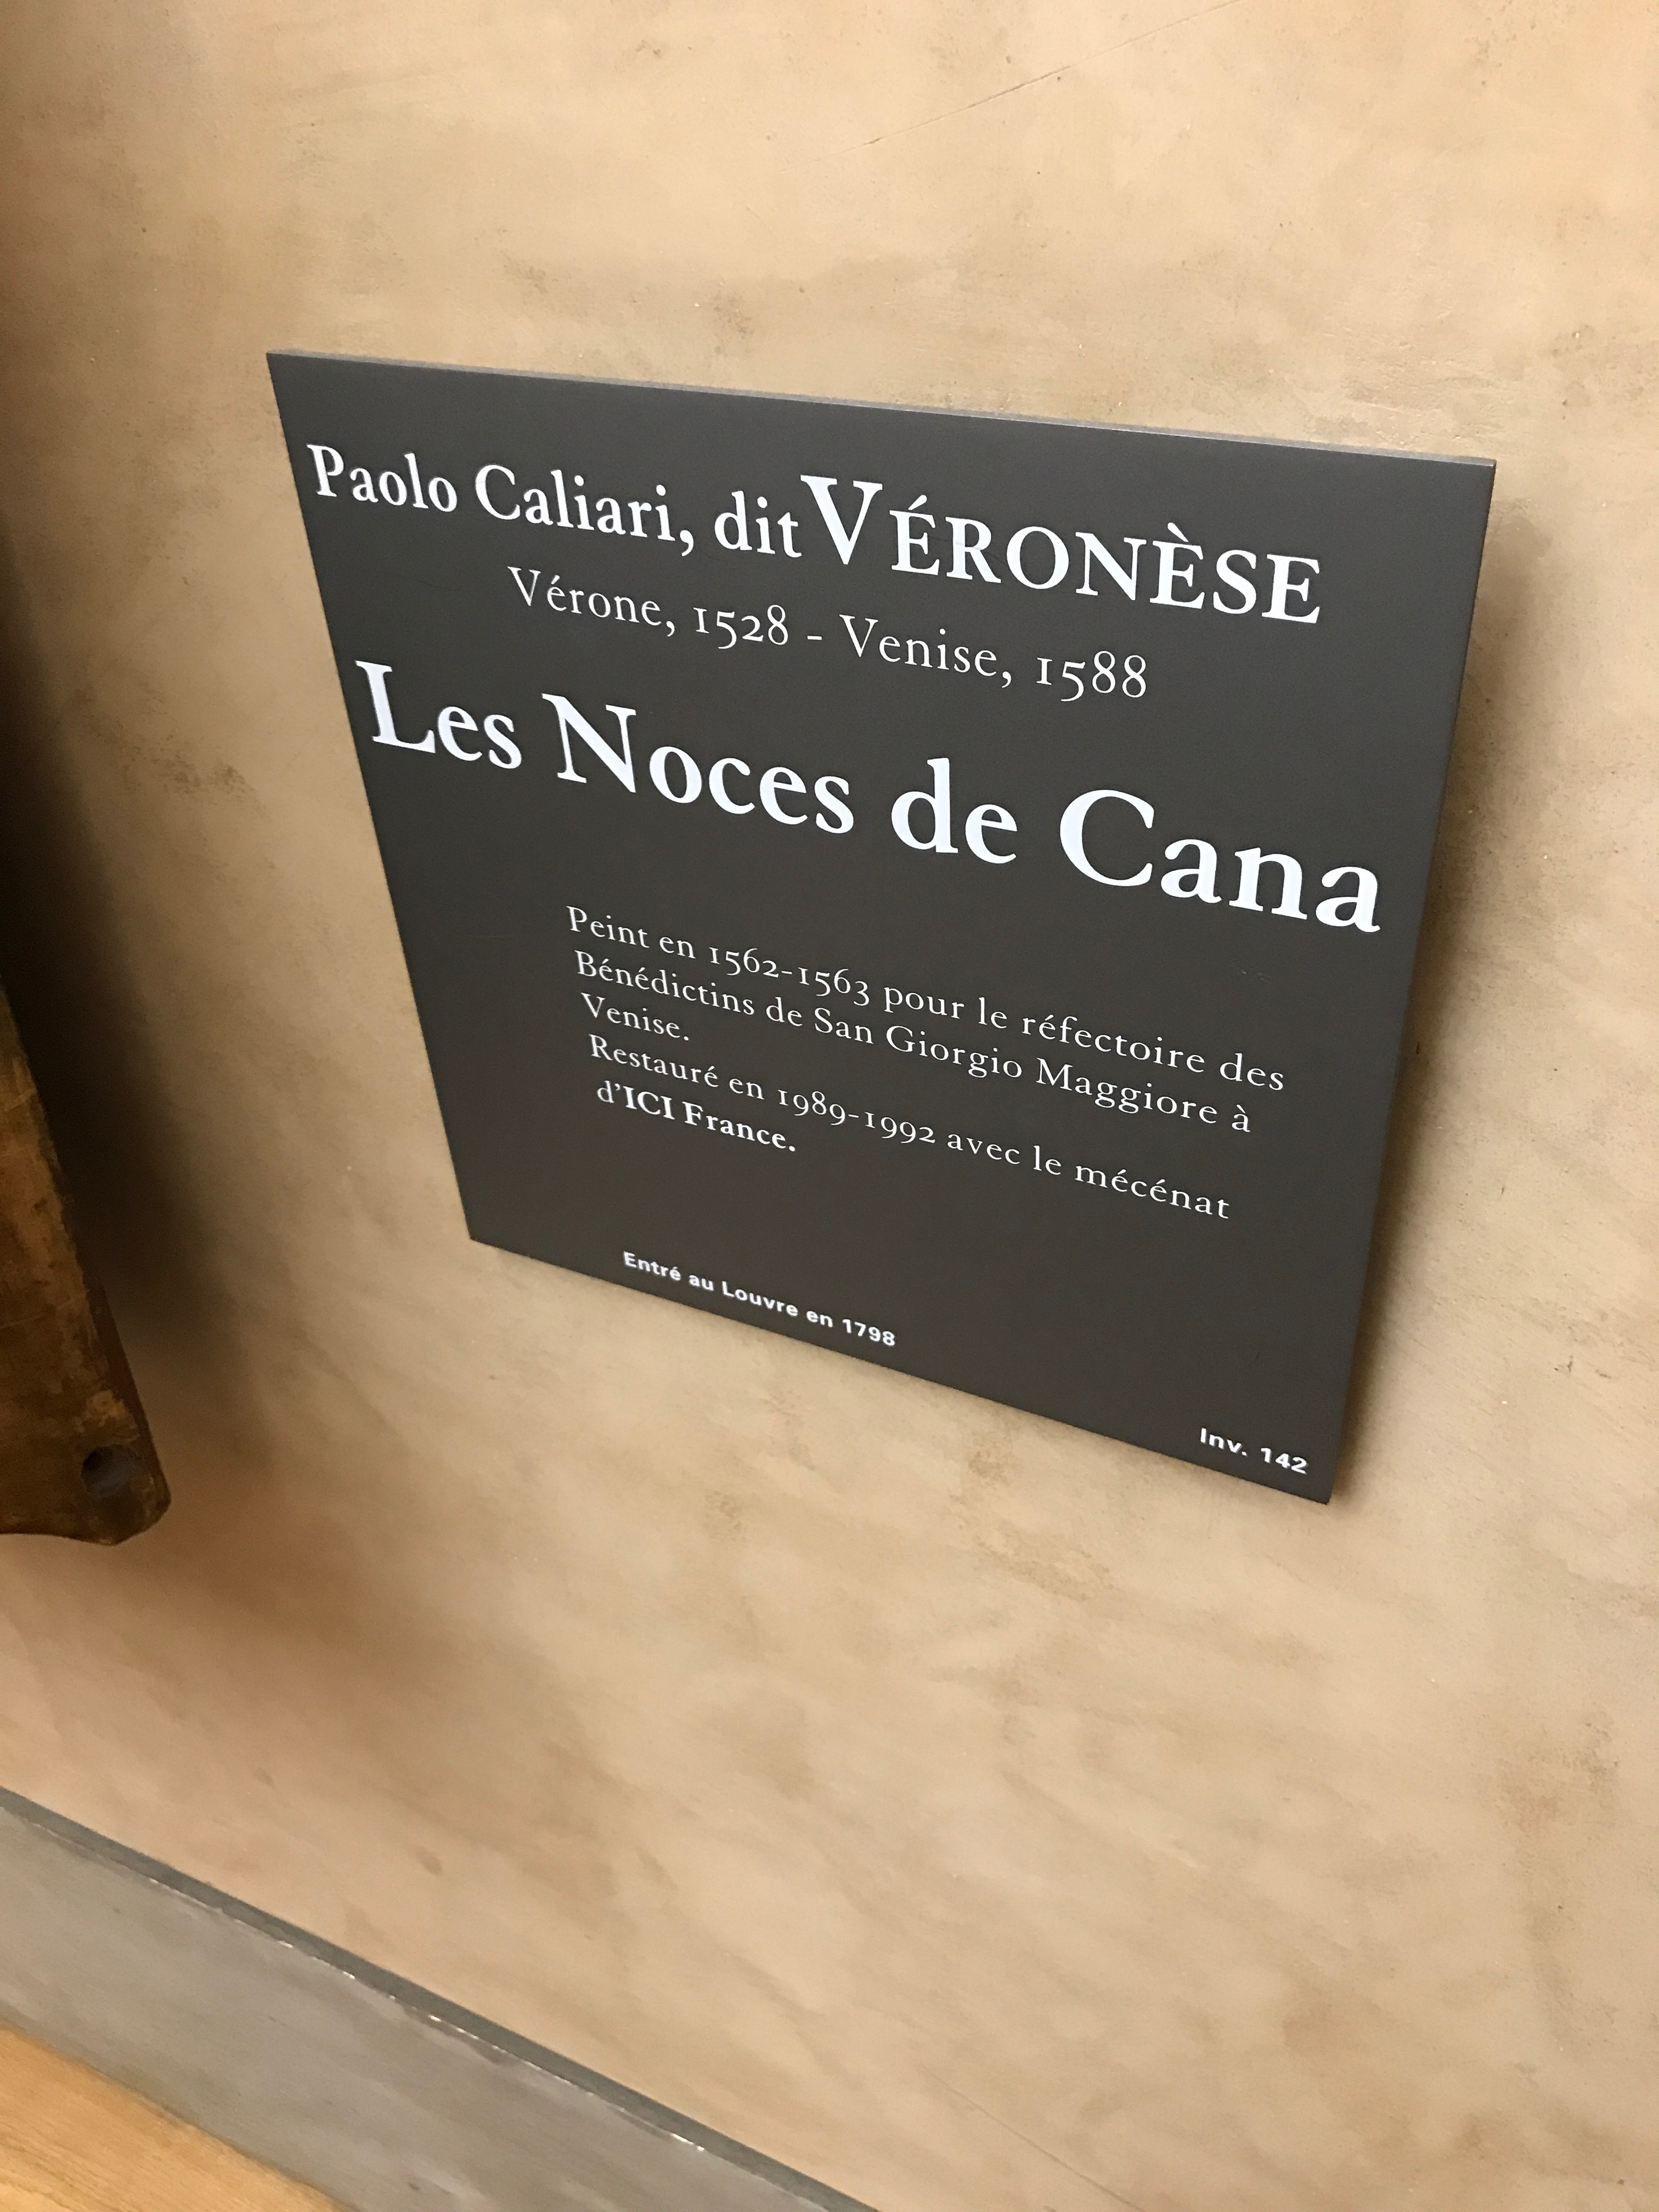 Paolo Caliari, dit VÉRONÈSE
Vérone, 1528 - Venise, 1588
Les Noces de Cana
Peint en 1562-1563 pour le réfectoire des
Bénédictins de San Giorgio Maggiore à
Venise.
Restauré en 1989-1992 avec le mécénat
d'ICI France.
Entré au Louvre en 1798
Inv. 142